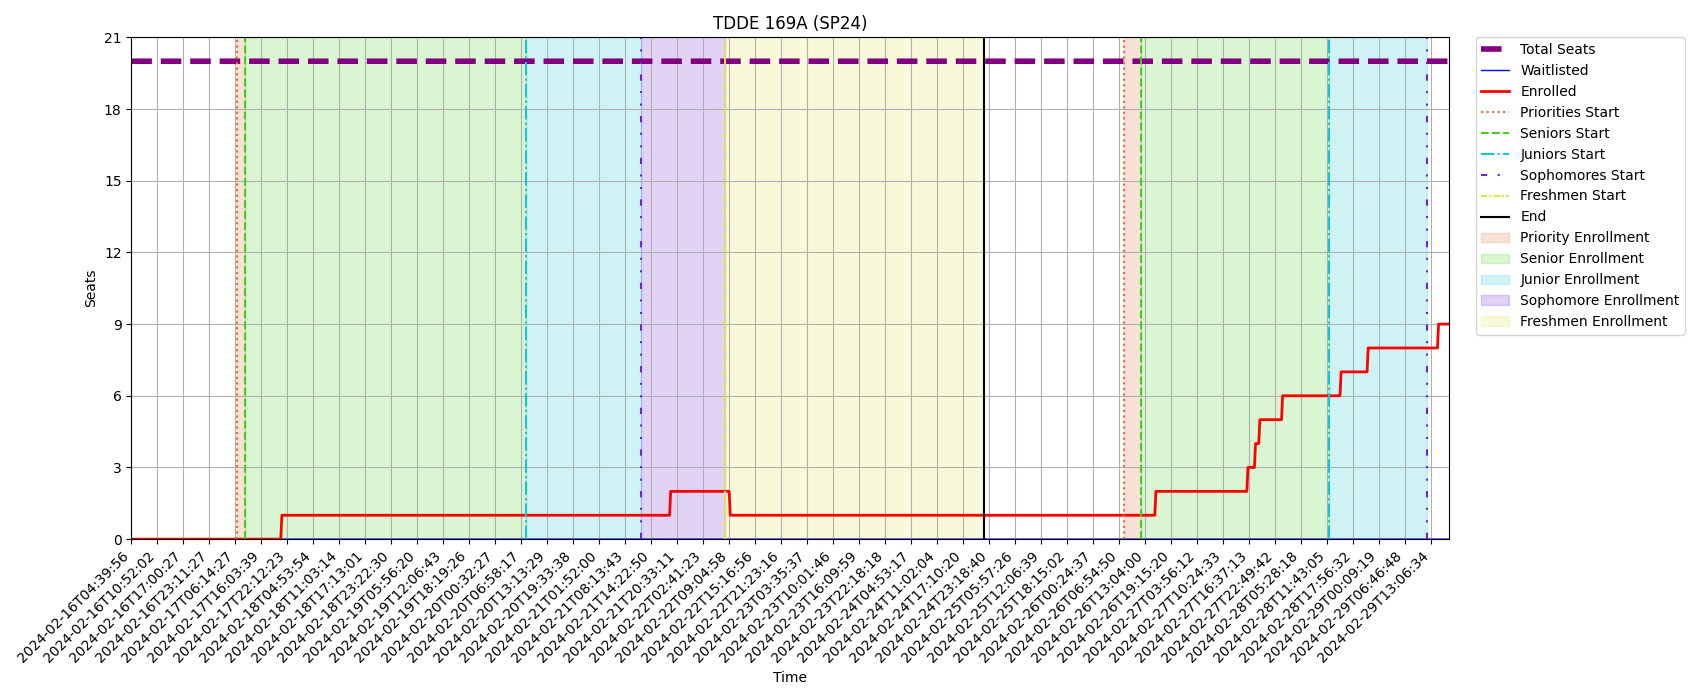 TDDE 169A (SP24)
21
18
15
12
9
6
3
0
Seats
2024-02-16T04:39:56
2024-02-16T10:52:02
2024-02-16T17:00:27
2024-02-16T23:11:27
2024-02-17T06:14:27
2024-02-17T16:03:39
2024-02-17T22:12:23
2024-02-18T04:53:54
2024-02-18T11:03:14
2024-02-18T17:13:01
2024-02-18T23:22:30
2024-02-19T05:56:20
2024-02-19T12:06:43
2024-02-19T18:19:26
2024-02-20T00:32:27
2024-02-20T06:58:17
2024-02-20T13:13:29
2024-02-20T19:33:38
2024-02-21T01:52:00
2024-02-21T08:13:43
2024-02-21T14:22:50
2024-02-21T20:33:11
2024-02-22T02:41:23
2024-02-22T09:04:58
2024-02-22T15:16:56
2024-02-22T21:23:16
2024-02-23T03:35:37
2024-02-23T10:01:46
2024-02-23T16:09:59
2024-02-23T22:18:18
2024-02-24T04:53:17
2024-02-24T11:02:04
2024-02-24T17:10:20
2024-02-24T23:18:40
2024-02-25T05:57:26
2024-02-25T12:06:39
2024-02-25T18:15:02
2024-02-26T00:24:37
2024-02-26T06:54:50
2024-02-26T13:04:00
2024-02-26T19:15:20
2024-02-27T03:56:12
2024-02-27T10:24:33
2024-02-27T16:37:13
2024-02-27T22:49:42
2024-02-28T05:28:18
2024-02-28T11:43:05
2024-02-28T17:56:32
2024-02-29T00:09:19
2024-02-29T06:46:48
2024-02-29T13:06:34
Time
Total Seats
Waitlisted
Enrolled
Priorities Start
Seniors Start
Juniors Start
Sophomores Start
Freshmen Start
End
Priority Enrollment
Senior Enrollment
Junior Enrollment
Sophomore Enrollment
Freshmen Enrollment